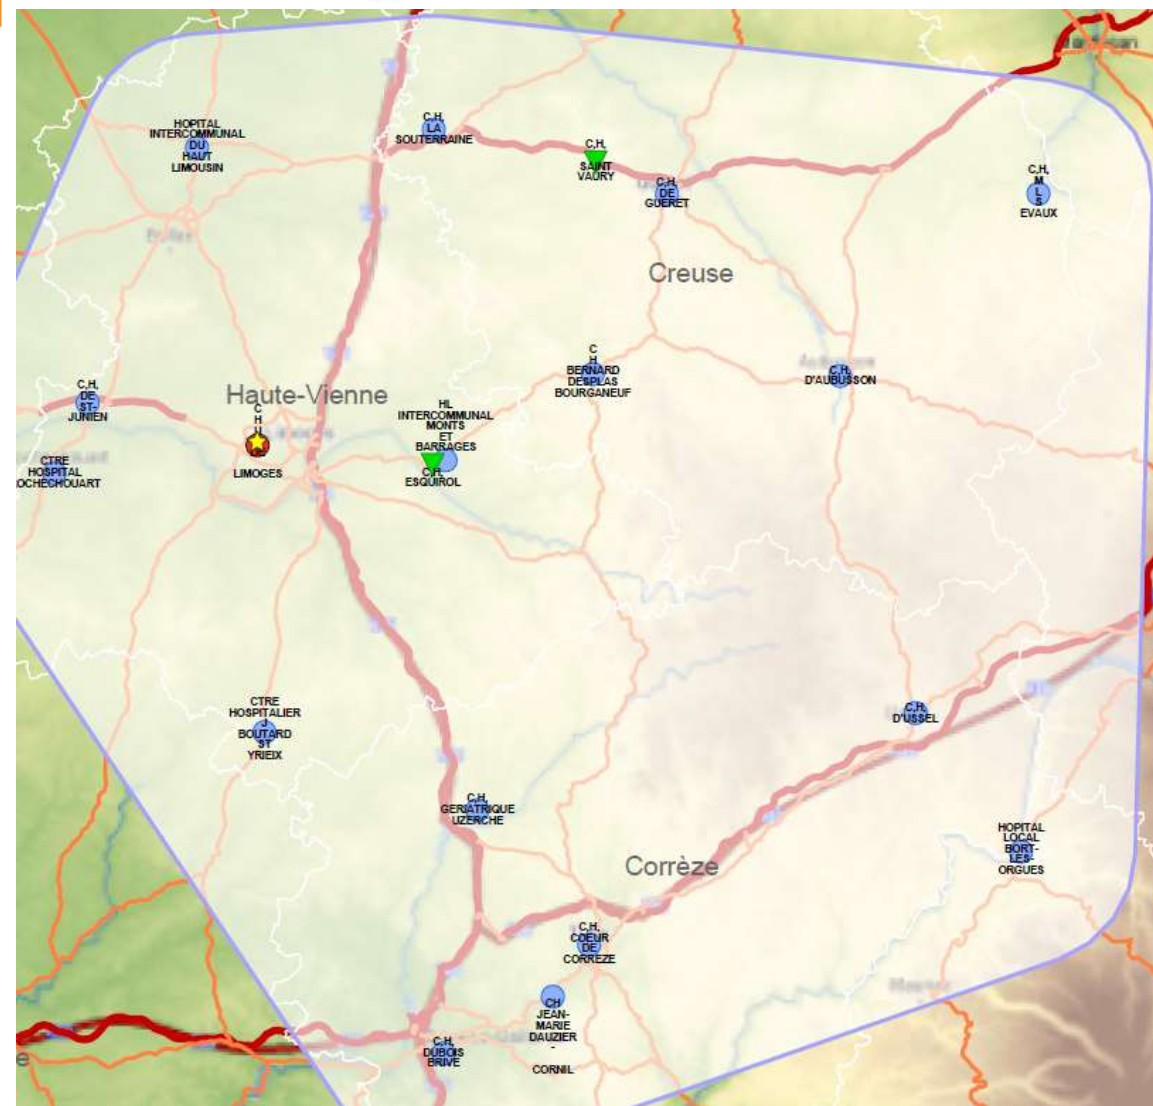 C,H,
LA
SOUTERRAINE
HOPITAL
INTERCOMMUNAL
DU
HAUT
LIMOUSIN
C,H,
SAINT
VAURY
C,H,
DE
GUERET
C,H,
M
L
S
EVAUX
Creuse
C
H
BERNARD
DESPLAS
BOURGANEUF
C,H,
D'AUBUSSON
C,H,
DE
ST-
JUNIEN
Haute-Vienne
C
H
U
LIMOGES
HL
INTERCOMMUNAL
MONTS
ET
BARRAGES
C,H,
ESQUIROL
CTRE
HOSPITAL
OCHECHOUART
CTRE
HOSPITALIER
J
BOUTARD
ST
YRIEIX
C,H,
D'USSEL
C,H,
GERIATRIQUE
UZERCHE
HOPITAL
LOCAL
BORT-
LES-
ORGUES
Corrèze
C,H,
COEUR
DE
CORREZE
CH
JEAN-
MARIE
DAUZIER
-
CORNIL
C,H,
DUBOIS
BRIVE
e